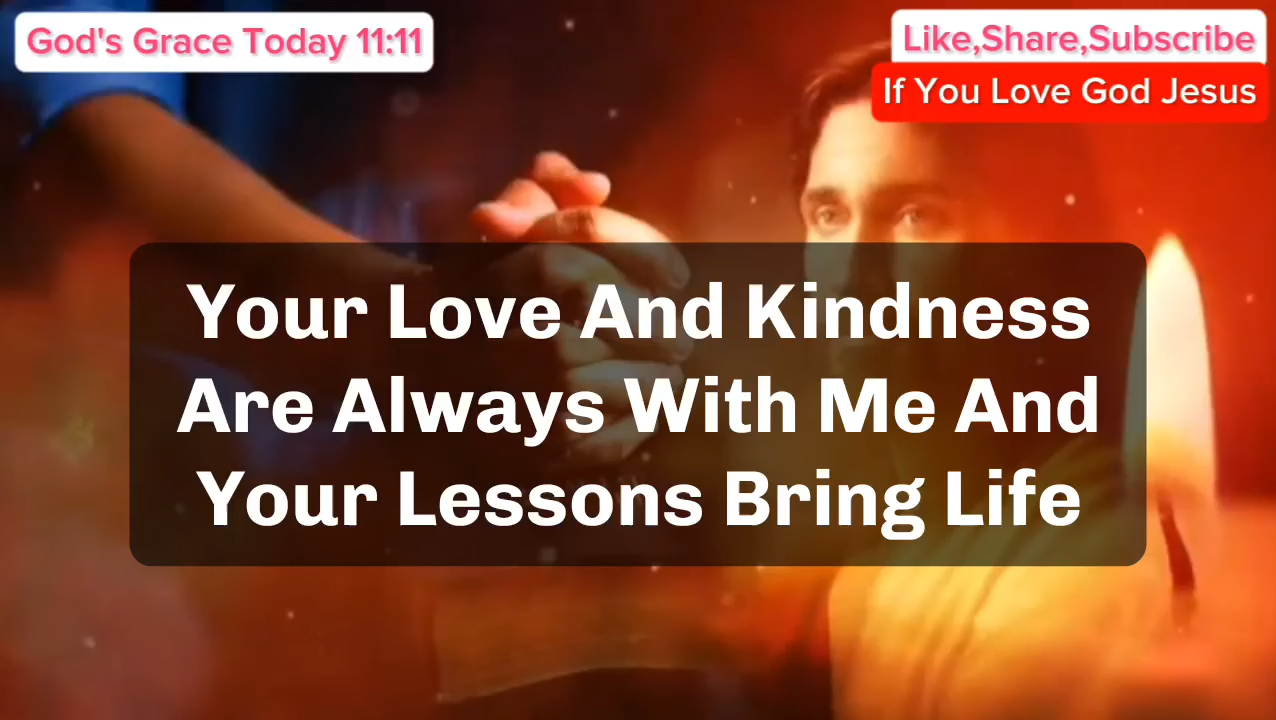 God's Grace Today 11:11
Like,Share,Subscribe
If You Love God Jesus
Your Love And Kindness
Are Always With Me And
Your Lessons Bring Life